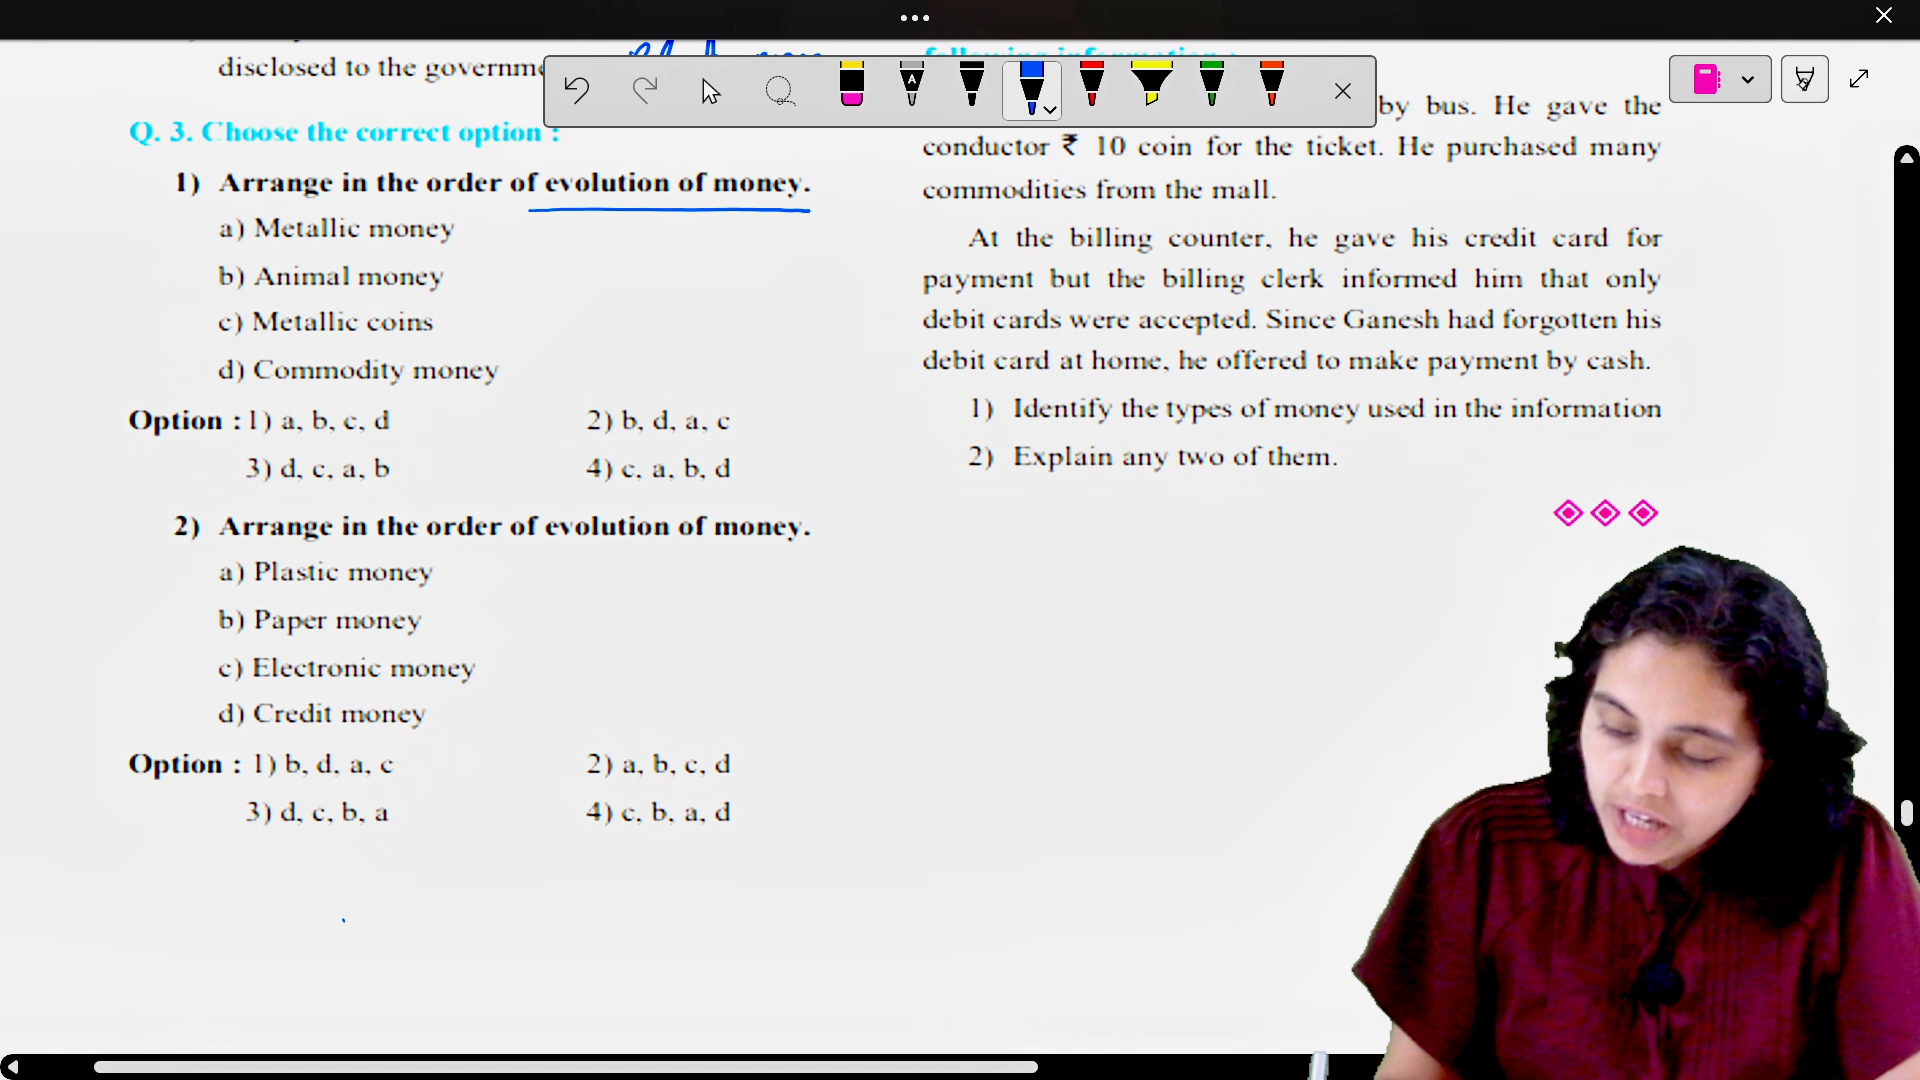 disclosed to the governme
Q. 3. Choose the correct option :
1) Arrange in the order of evolution of money.
a) Metallic money
b) Animal money
c) Metallic coins
d) Commodity money
Option : 1) a, b, c, d 2) b, d, a, c
3) d, c, a, b 4) c, a, b, d
2) Arrange in the order of evolution of money.
a) Plastic money
b) Paper money
c) Electronic money
d) Credit money
Option : 1) b, d, a, c 2) a, b, c, d
3) d, c, b, a 4) c, b, a, d
following information :
by bus. He gave the
conductor ₹ 10 coin for the ticket. He purchased many
commodities from the mall.
At the billing counter, he gave his credit card for
payment but the billing clerk informed him that only
debit cards were accepted. Since Ganesh had forgotten his
debit card at home, he offered to make payment by cash.
1) Identify the types of money used in the information
2) Explain any two of them.